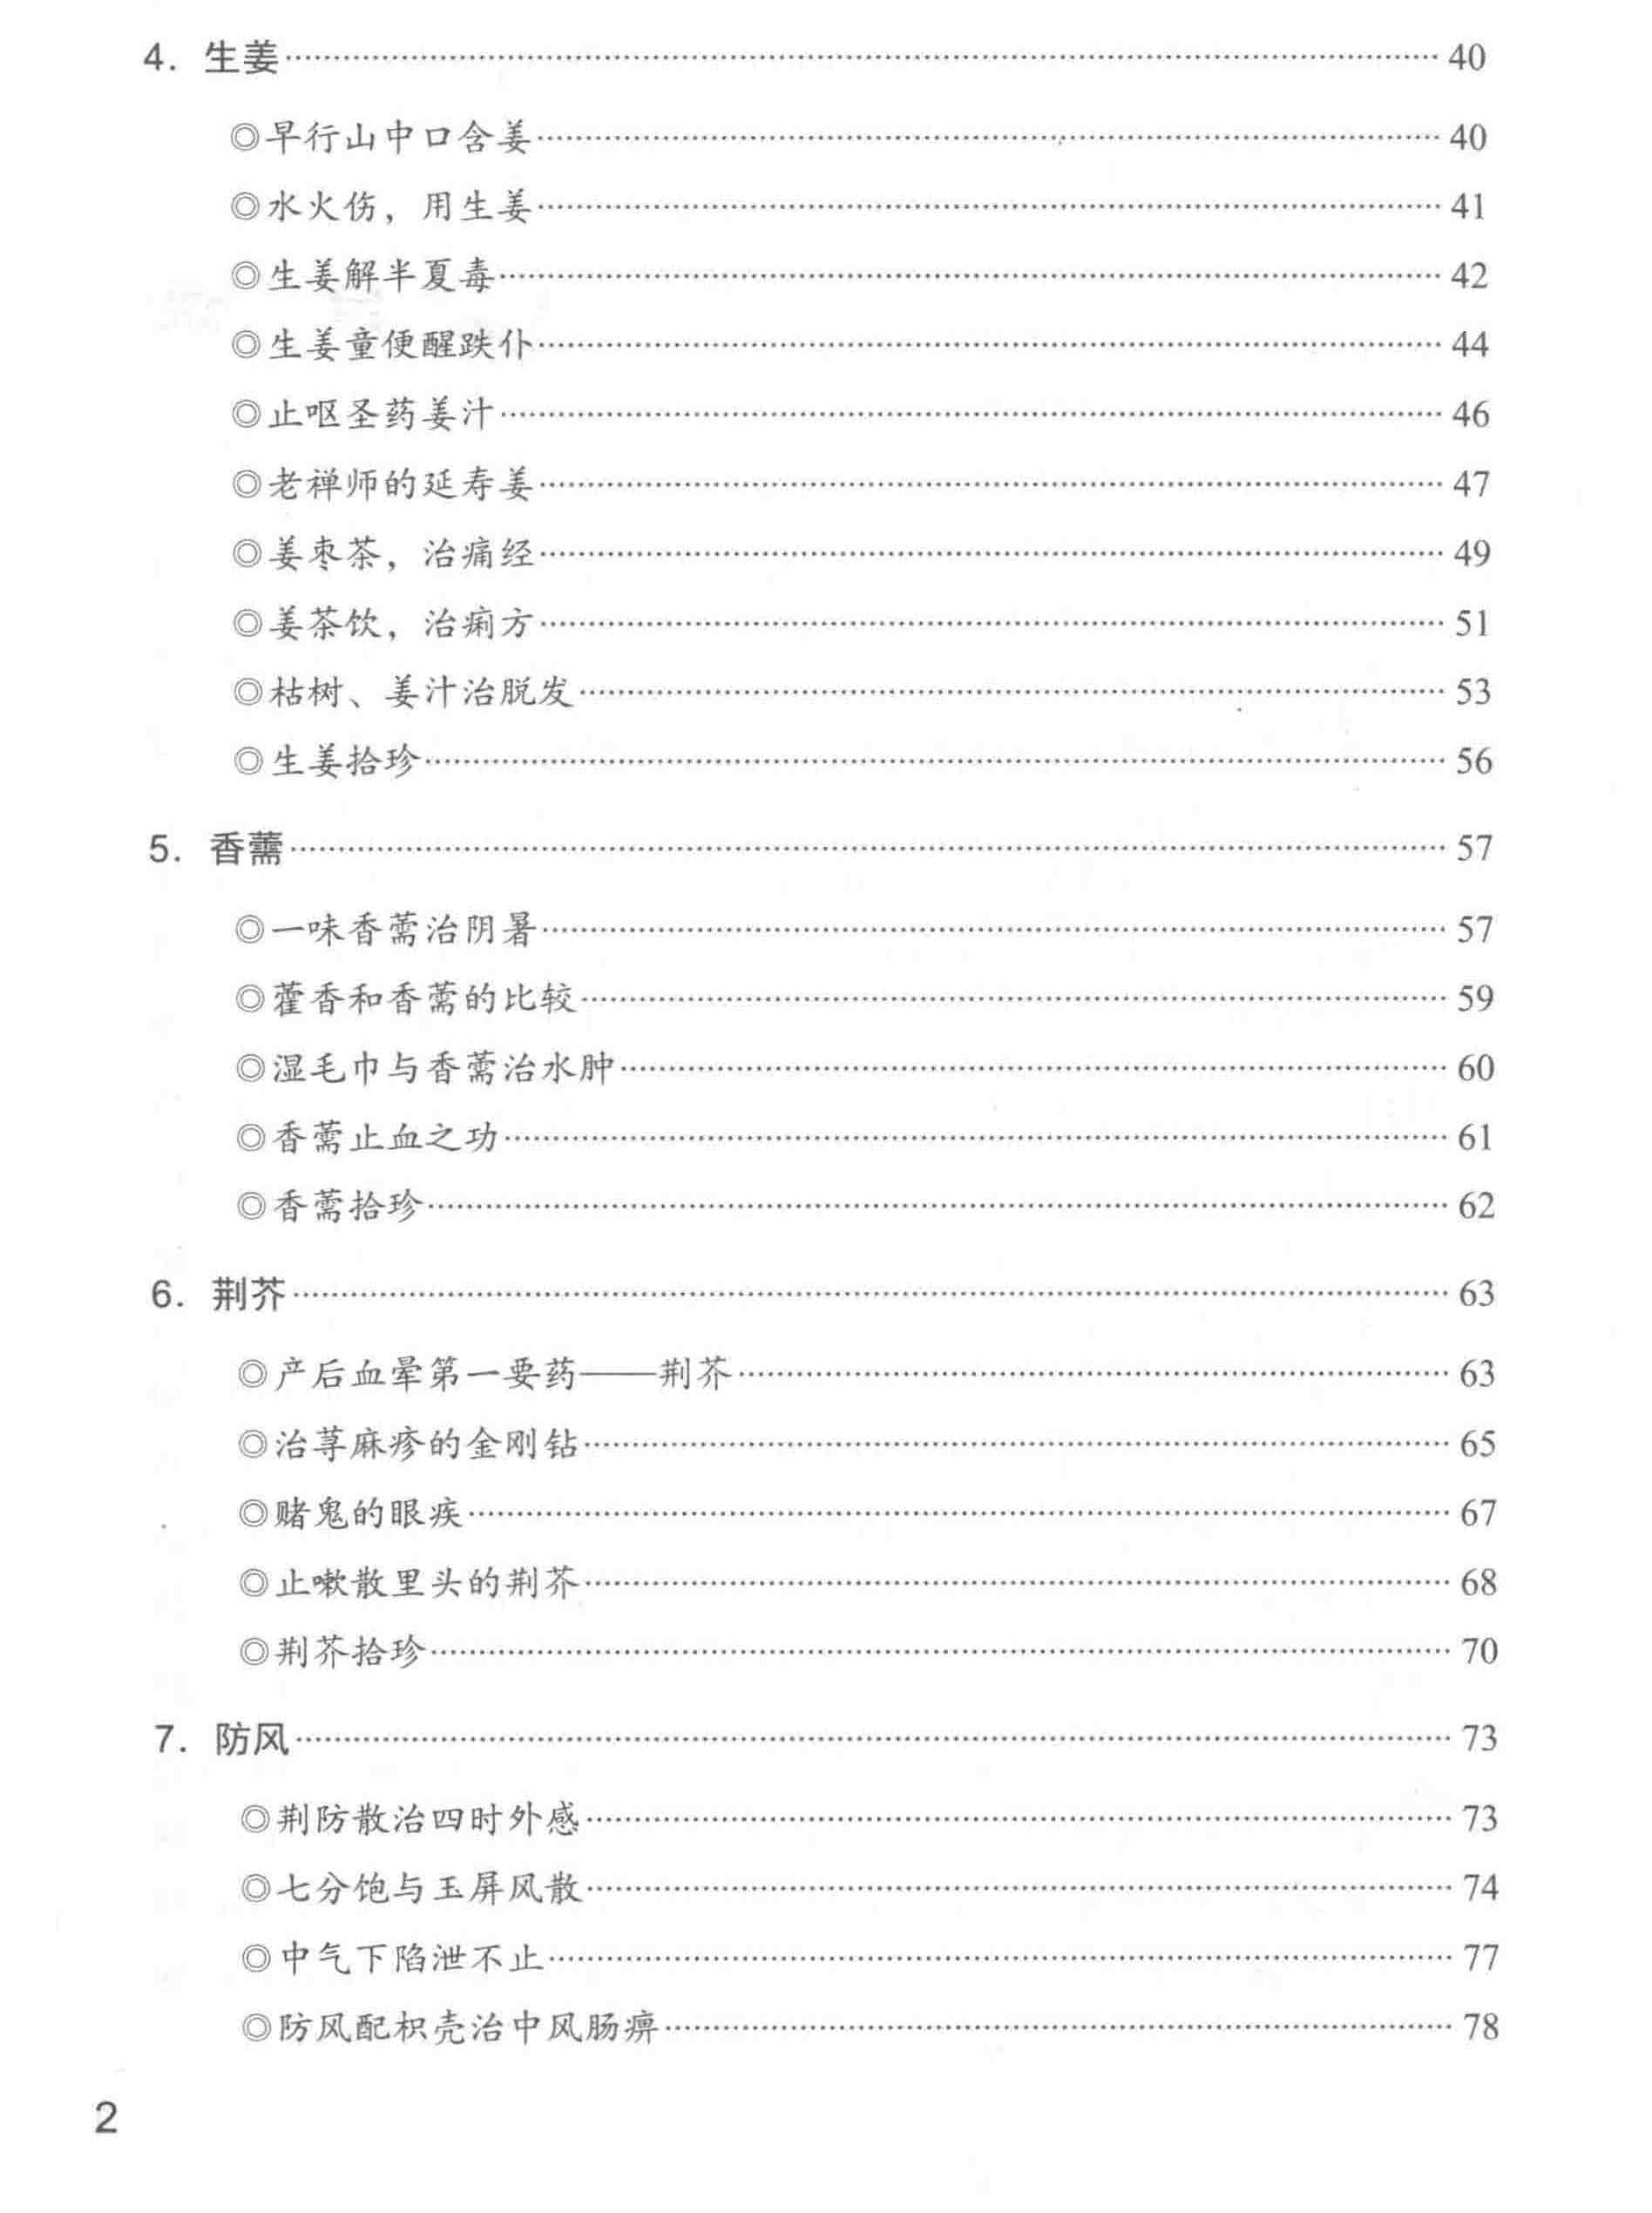 4. 生姜……40
◎早行山中口含姜……40
◎水火伤，用生姜……41
◎生姜解半夏毒……42
◎生姜童便醒跌仆……44
◎止呕圣药姜汁……46
◎老禅师的延寿姜……47
◎姜枣茶，治痛经……49
◎姜茶饮，治痢方……51
◎枯树、姜汁治脱发……53
◎生姜拾珍……56
5. 香薷……57
◎一味香薷治阴暑……57
◎藿香和香薷的比较……59
◎湿毛巾与香薷治水肿……60
◎香薷止血之功……61
◎香薷拾珍……62
6. 荆芥……63
◎产后血晕第一要药——荆芥……63
◎治荨麻疹的金刚钻……65
◎赌鬼的眼疾……67
◎止嗽散里头的荆芥……68
◎荆芥拾珍……70
7. 防风……73
◎荆防散治四时外感……73
◎七分饱与玉屏风散……74
◎中气下陷泄不止……77
◎防风配枳壳治中风肠痹……78
2